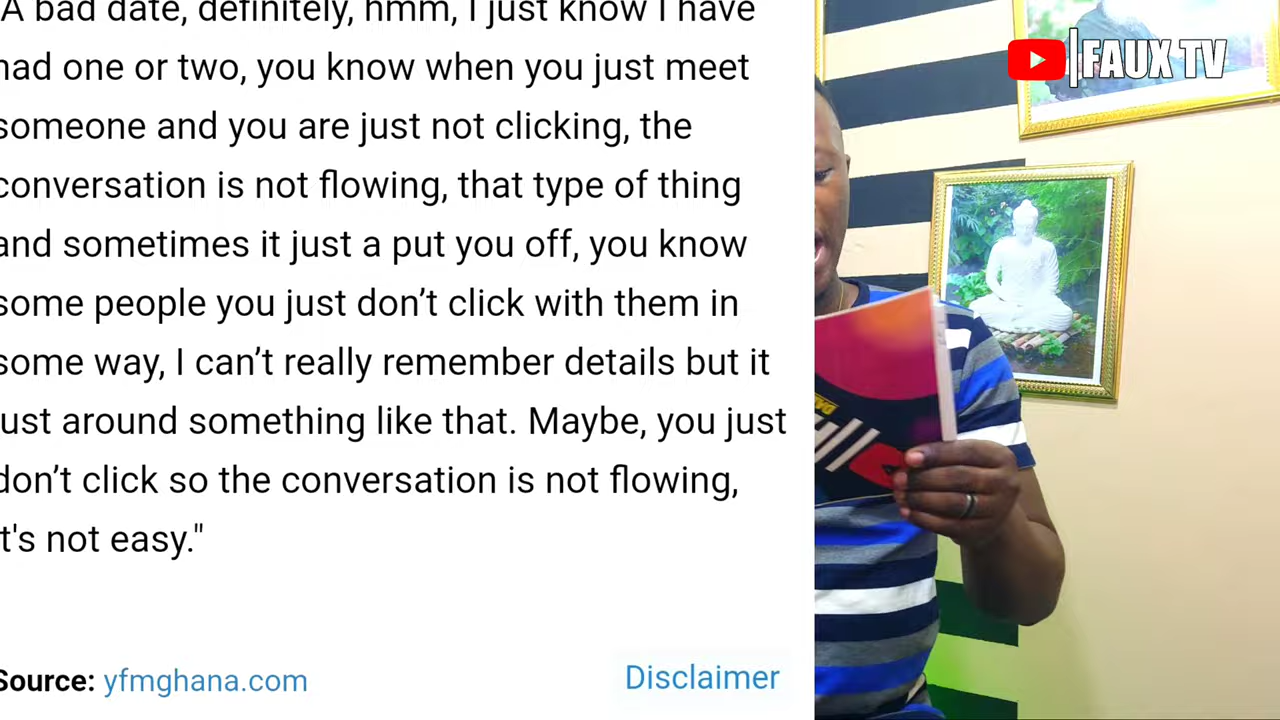 "A bad date, definitely, hmm, I just know I have
had one or two, you know when you just meet
someone and you are just not clicking, the
conversation is not flowing, that type of thing
and sometimes it just a put you off, you know
some people you just don’t click with them in
some way, I can’t really remember details but it
just around something like that. Maybe, you just
don’t click so the conversation is not flowing,
it's not easy."
Source: yfmghana.com
Disclaimer
|FAUX TV